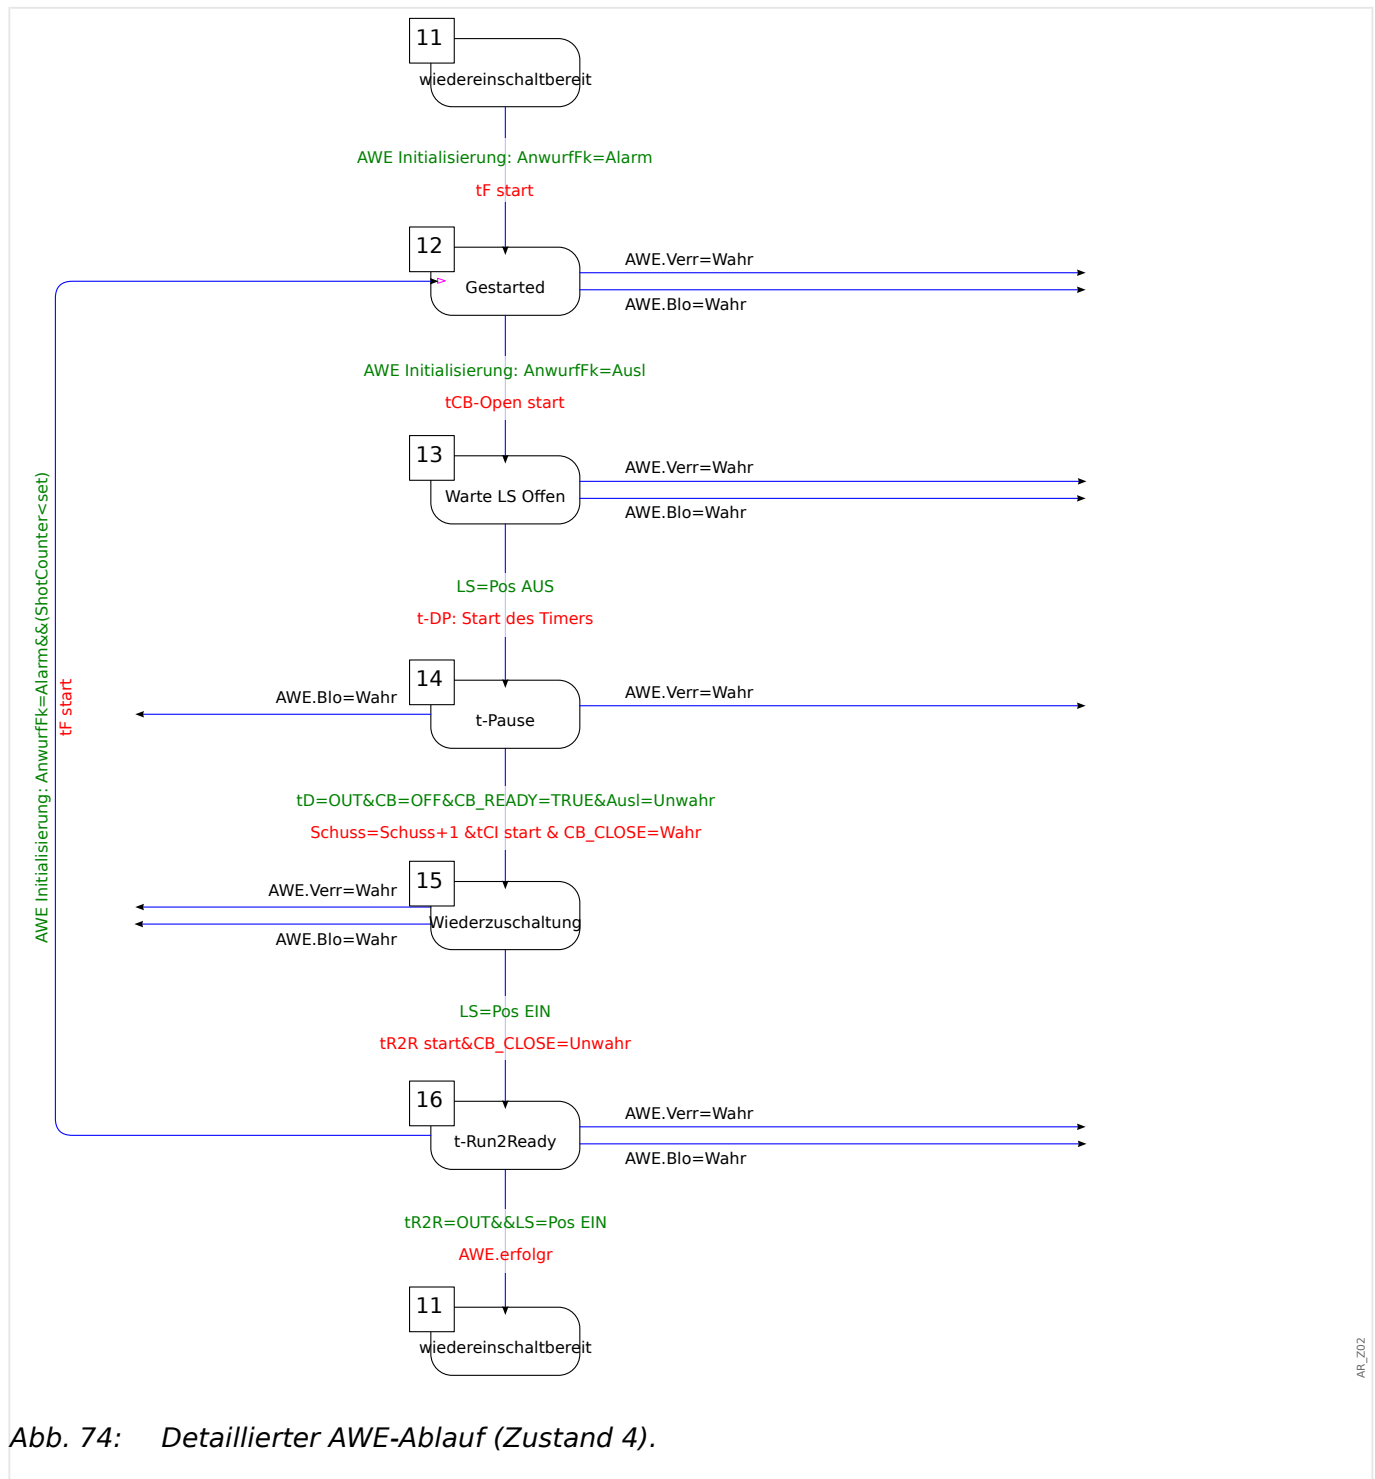 11
wiedereinschaltbereit
AWE Initialisierung: AnwurfFk=Alarm
tF start
12
Gestarted
AWE.Verr=Wahr
AWE.Blo=Wahr
AWE Initialisierung: AnwurfFk=Ausl
tCB-Open start
13
Warte LS Offen
AWE.Verr=Wahr
AWE.Blo=Wahr
AWE Initialisierung: AnwurfFk=Alarm&&(ShotCounter<set)
tF start
LS=Pos AUS
t-DP: Start des Timers
14
t-Pause
AWE.Blo=Wahr
AWE.Verr=Wahr
tD=OUT&CB=OFF&CB_READY=TRUE&Ausl=Unwahr
Schuss=Schuss+1 &tCI start & CB_CLOSE=Wahr
15
Wiederzuschaltung
AWE.Verr=Wahr
AWE.Blo=Wahr
LS=Pos EIN
tR2R start&CB_CLOSE=Unwahr
16
t-Run2Ready
AWE.Verr=Wahr
AWE.Blo=Wahr
tR2R=OUT&&LS=Pos EIN
AWE.erfolgr
11
wiedereinschaltbereit
AR_Z02
Abb. 74: Detaillierter AWE-Ablauf (Zustand 4).